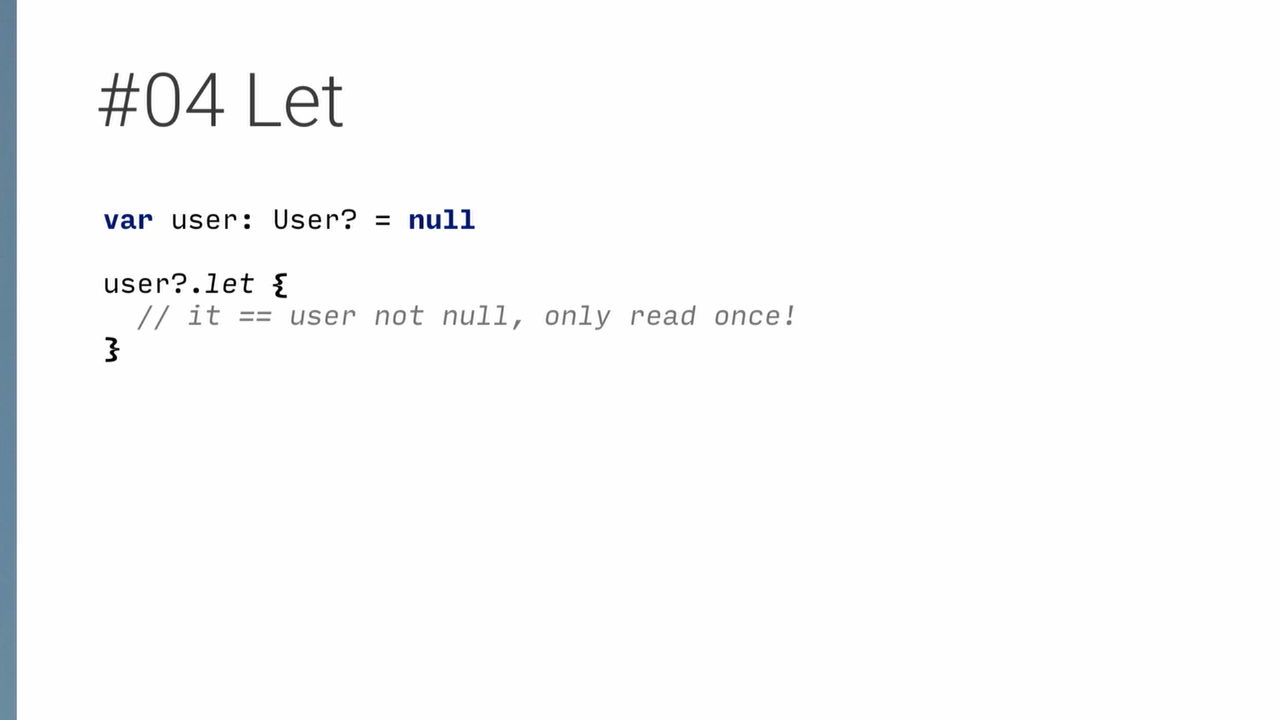 #04 Let
var user: User? = null
user?.let {
// it == user not null, only read once!
}